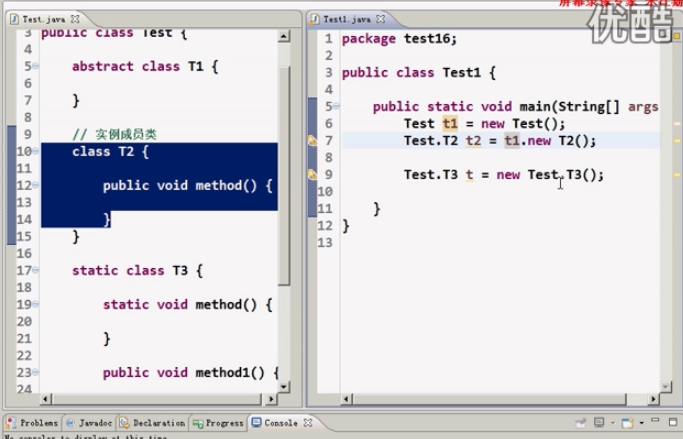 屏幕录像专家 未注册
优酷
Test.java
3 public class Test {
4
5 abstract class T1 {
6
7 }
8
9 // 实例成员类
10 class T2 {
11
12 public void method() {
13
14 }
15 }
16
17 static class T3 {
18
19 static void method() {
20
21 }
22
23 public void method1() {
24
Test1.java
1 package test16;
2
3 public class Test1 {
4
5 public static void main(String[] args
6 Test t1 = new Test();
7 Test.T2 t2 = t1.new T2();
8
9 Test.T3 t = new Test.T3();
10
11 }
12 }
13
Problems Javadoc Declaration Progress Console
No consoles to display at this time.